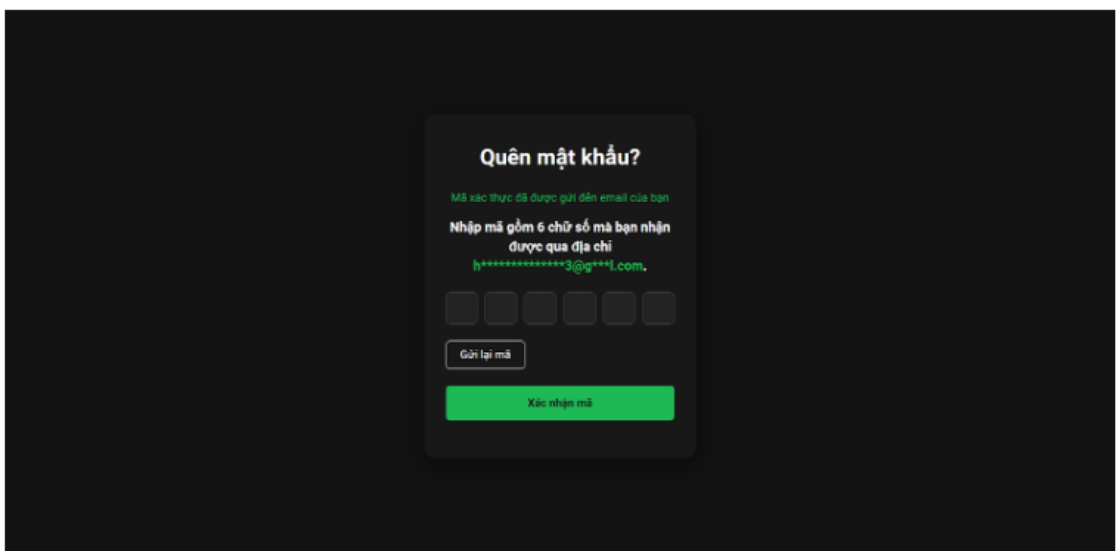 Quên mật khẩu?
Mã xác thực đã được gửi đến email của bạn
Nhập mã gồm 6 chữ số mà bạn nhận
được qua địa chỉ
h**************3@g***l.com.
Gửi lại mã
Xác nhận mã